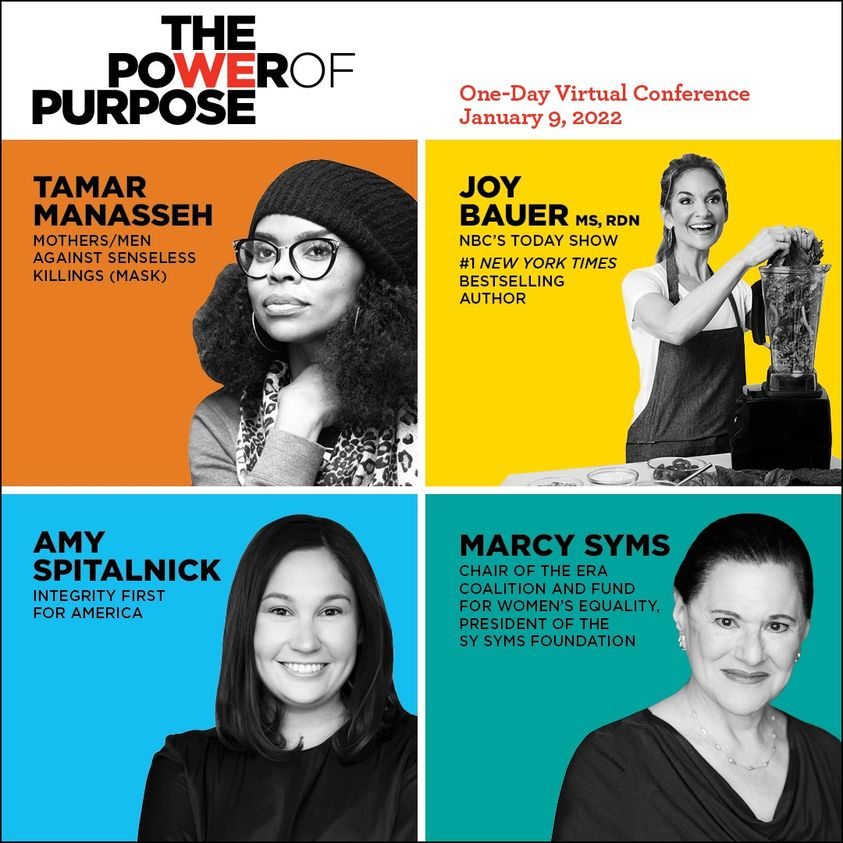 THE
POWEROF
PURPOSE
One-Day Virtual Conference
January 9, 2022
TAMAR
MANASSEH
MOTHERS/MEN
AGAINST SENSELESS
KILLINGS (MASK)
JOY
BAUER MS, RDN
NBC'S TODAY SHOW
#1 NEW YORK TIMES
BESTSELLING
AUTHOR
AMY
SPITALNICK
INTEGRITY FIRST
FOR AMERICA
MARCY SYMS
CHAIR OF THE ERA
COALITION AND FUND
FOR WOMEN'S EQUALITY,
PRESIDENT OF THE
SY SYMS FOUNDATION